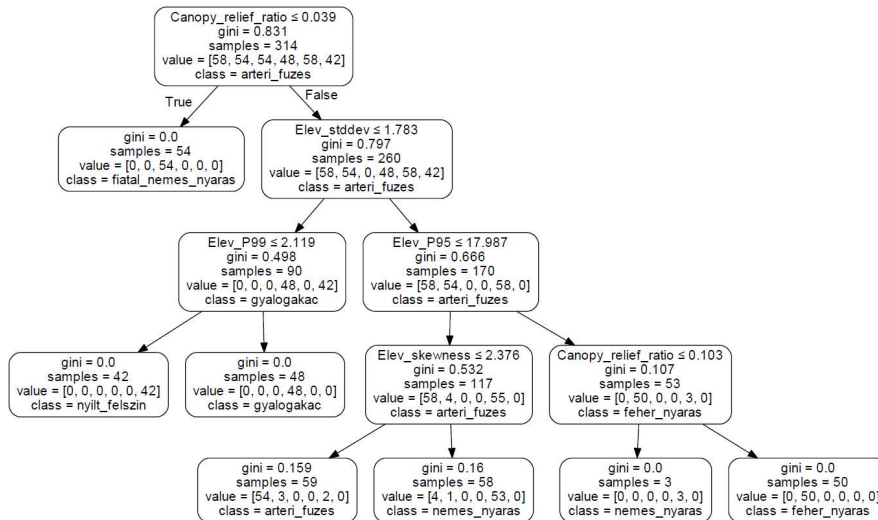 Canopy_relief_ratio ≤ 0.039
gini = 0.831
samples = 314
value = [58, 54, 54, 48, 58, 42]
class = arteri_fuzes
True
False
gini = 0.0
samples = 54
value = [0, 0, 54, 0, 0, 0]
class = fiatal_nemes_nyaras
Elev_stddev ≤ 1.783
gini = 0.797
samples = 260
value = [58, 54, 0, 48, 58, 42]
class = arteri_fuzes
Elev_P99 ≤ 2.119
gini = 0.498
samples = 90
value = [0, 0, 0, 48, 0, 42]
class = gyalogakac
Elev_P95 ≤ 17.987
gini = 0.666
samples = 170
value = [58, 54, 0, 0, 58, 0]
class = arteri_fuzes
gini = 0.0
samples = 42
value = [0, 0, 0, 0, 0, 42]
class = nyilt_felszin
gini = 0.0
samples = 48
value = [0, 0, 0, 48, 0, 0]
class = gyalogakac
Elev_skewness ≤ 2.376
gini = 0.532
samples = 117
value = [58, 4, 0, 0, 55, 0]
class = arteri_fuzes
Canopy_relief_ratio ≤ 0.103
gini = 0.107
samples = 53
value = [0, 50, 0, 0, 3, 0]
class = feher_nyaras
gini = 0.159
samples = 59
value = [54, 3, 0, 0, 2, 0]
class = arteri_fuzes
gini = 0.16
samples = 58
value = [4, 1, 0, 0, 53, 0]
class = nemes_nyaras
gini = 0.0
samples = 3
value = [0, 0, 0, 0, 3, 0]
class = nemes_nyaras
gini = 0.0
samples = 50
value = [0, 50, 0, 0, 0, 0]
class = feher_nyaras